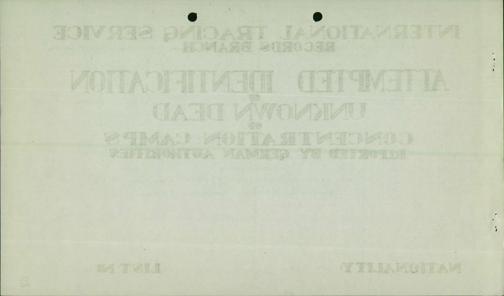 INTERNATIONAL TRACING SERVICE
RECORDS BRANCH
ATTEMPTED IDENTIFICATION
OF
UNKNOWN DEAD
OF
CONCENTRATION CAMPS
REPORTED BY GERMAN AUTHORITIES
NATIONALITY
LIST Nº